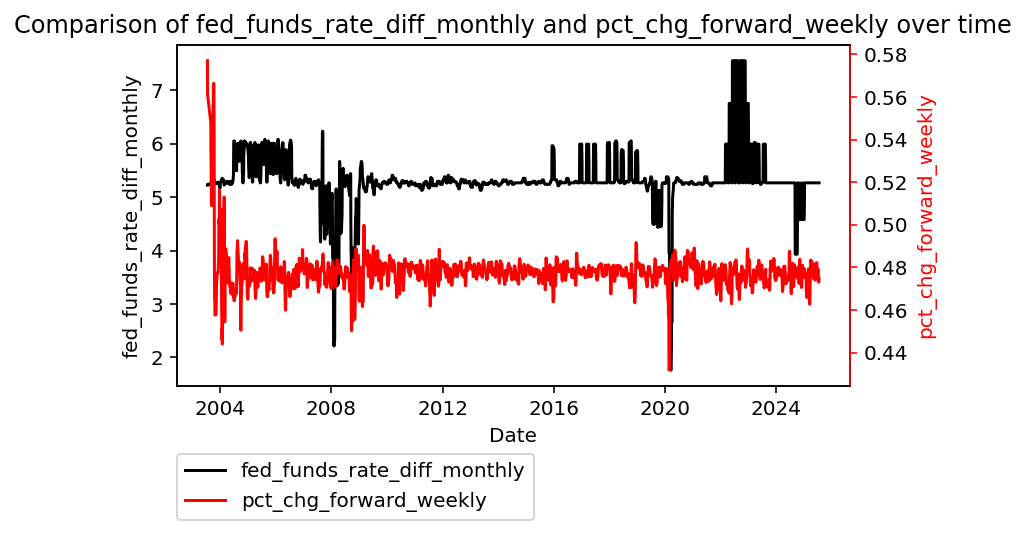 Comparison of fed_funds_rate_diff_monthly and pct_chg_forward_weekly over time
fed_funds_rate_diff_monthly
7
6
5
4
3
2
0.58
0.56
0.54
0.52
0.50
0.48
0.46
0.44
pct_chg_forward_weekly
2004 2008 2012 2016 2020 2024
Date
fed_funds_rate_diff_monthly
pct_chg_forward_weekly